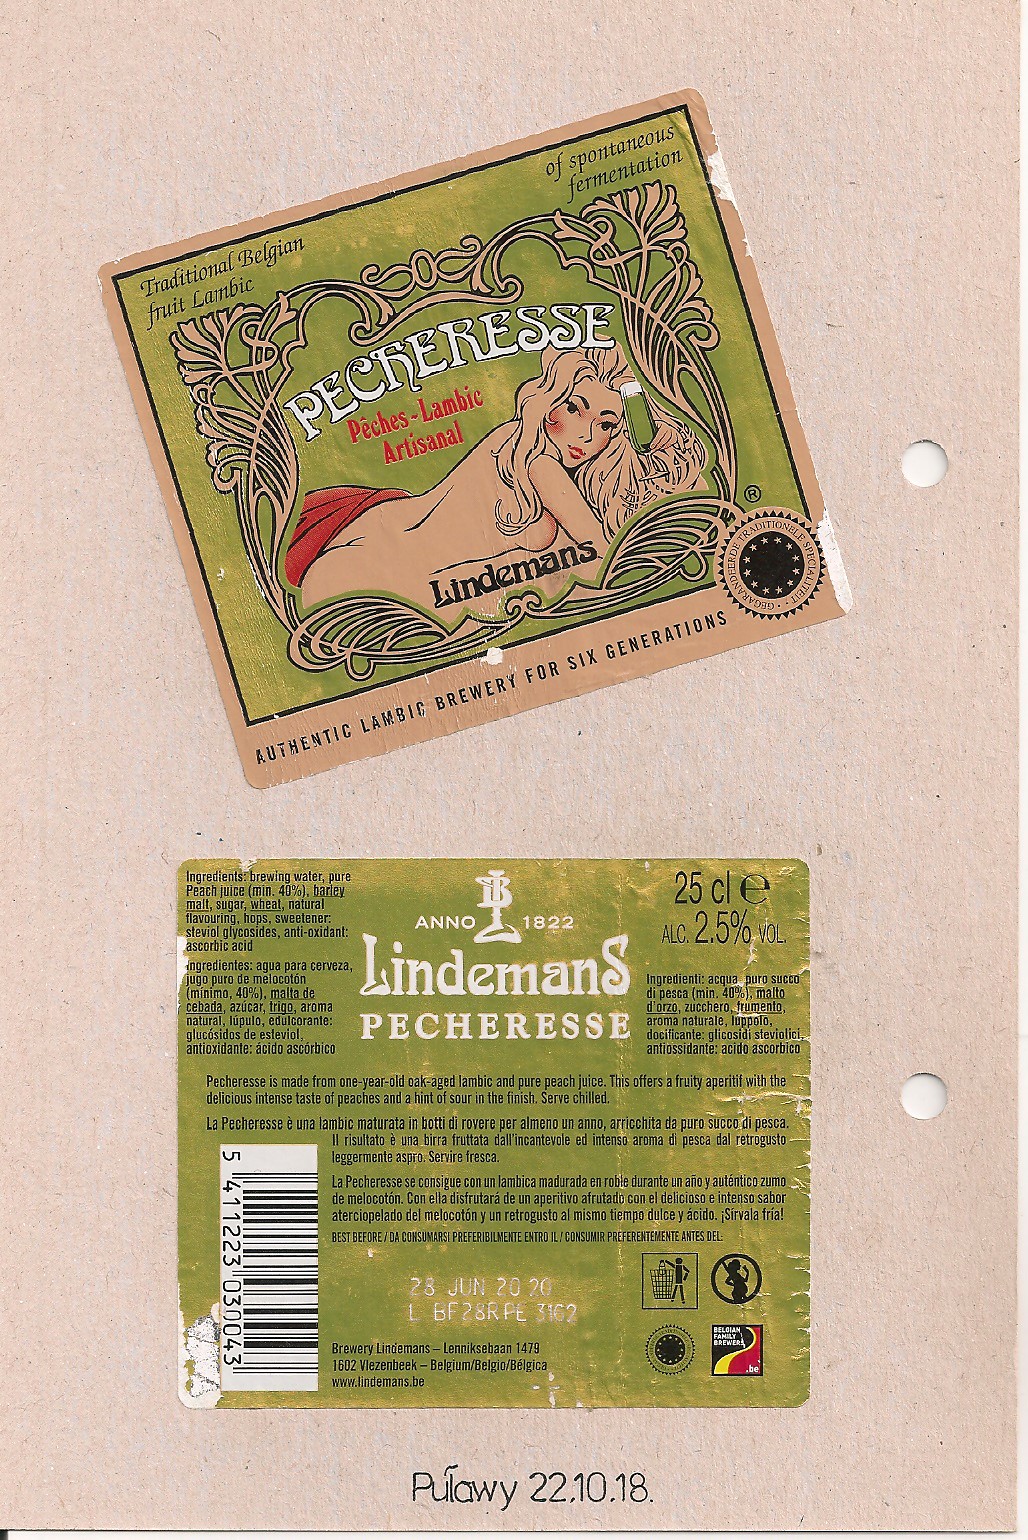 Traditional Belgian
fruit Lambic
of spontaneous
fermentation
PECHERESSE
Pêches-Lambic
Artisanal
Lindemans
®
GEGARANDEERDE TRADITIONELE SPECIALITEIT
AUTHENTIC LAMBIC BREWERY FOR SIX GENERATIONS
Ingredients: brewing water, pure
Peach juice (min. 40%), barley
malt, sugar, wheat, natural
flavouring, hops, sweetener:
steviol glycosides, anti-oxidant:
ascorbic acid
Ingredientes: agua para cerveza,
jugo puro de melocotón
(mínimo, 40%), malta de
cebada, azúcar, trigo, aroma
natural, lúpulo, edulcorante:
glucósidos de esteviol,
antioxidante: ácido ascórbico
ANNO 1822
Lindemans
PECHERESSE
25 cl e
ALC. 2.5% VOL.
Ingredienti: acqua, puro succo
di pesca (min. 40%), malto
d'orzo, zucchero, frumento,
aroma naturale, luppolo,
docificante: glicosidi steviolici,
antiossidante: acido ascorbico
Pecheresse is made from one-year-old oak-aged lambic and pure peach juice. This offers a fruity aperitif with the
delicious intense taste of peaches and a hint of sour in the finish. Serve chilled.
La Pecheresse è una lambic maturata in botti di rovere per almeno un anno, arricchita da puro succo di pesca.
Il risultato è una birra fruttata dall'incantevole ed intenso aroma di pesca dal retrogusto
leggermente aspro. Servire fresca.
La Pecheresse se consigue con un lambica madurada en roble durante un año y auténtico zumo
de melocotón. Con ella disfrutará de un aperitivo afrutado con el delicioso e intenso sabor
aterciopelado del melocotón y un retrogusto al mismo tiempo dulce y ácido. ¡Sírvala fría!
BEST BEFORE / DA CONSUMARSI PREFERIBILMENTE ENTRO IL / CONSUMIR PREFERENTEMENTE ANTES DEL:
28 JUN 20 20
L BF28RPE 3162
5 411223 030043
Brewery Lindemans – Lenniksebaan 1479
1602 Vlezenbeek – Belgium/Belgio/Bélgica
www.lindemans.be
BELGIAN
FAMILY
BREWERS
.be
Puławy 22.10.18.